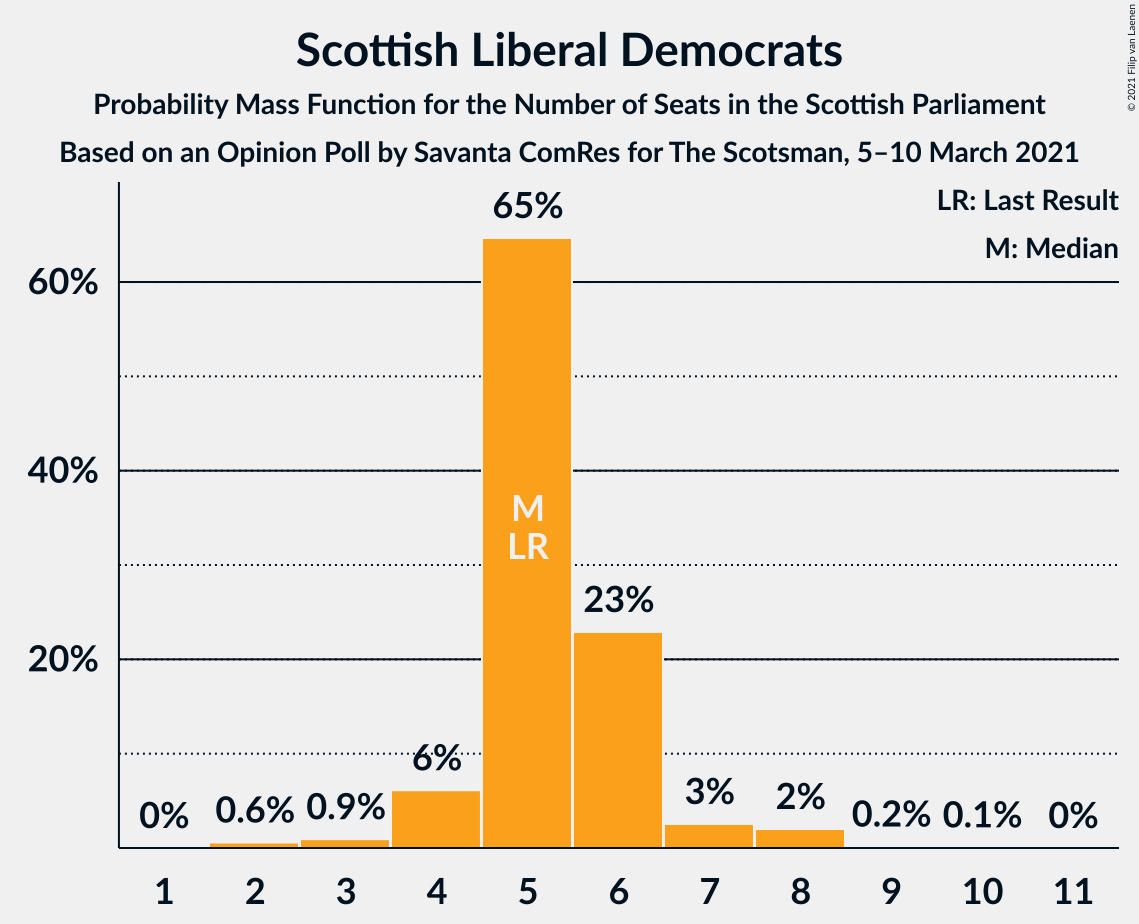 Scottish Liberal Democrats
Probability Mass Function for the Number of Seats in the Scottish Parliament
Based on an Opinion Poll by Savanta ComRes for The Scotsman, 5–10 March 2021
© 2021 Filip van Laenen
LR: Last Result
M: Median
60%
40%
20%
0%
0.6%
0.9%
6%
65%
M
LR
23%
3%
2%
0.2%
0.1%
0%
1 2 3 4 5 6 7 8 9 10 11